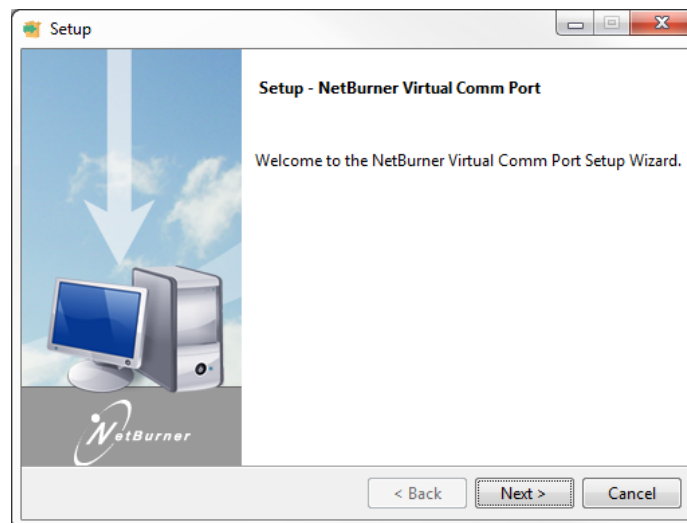 Setup
Setup - NetBurner Virtual Comm Port
Welcome to the NetBurner Virtual Comm Port Setup Wizard.
NetBurner
< Back
Next >
Cancel